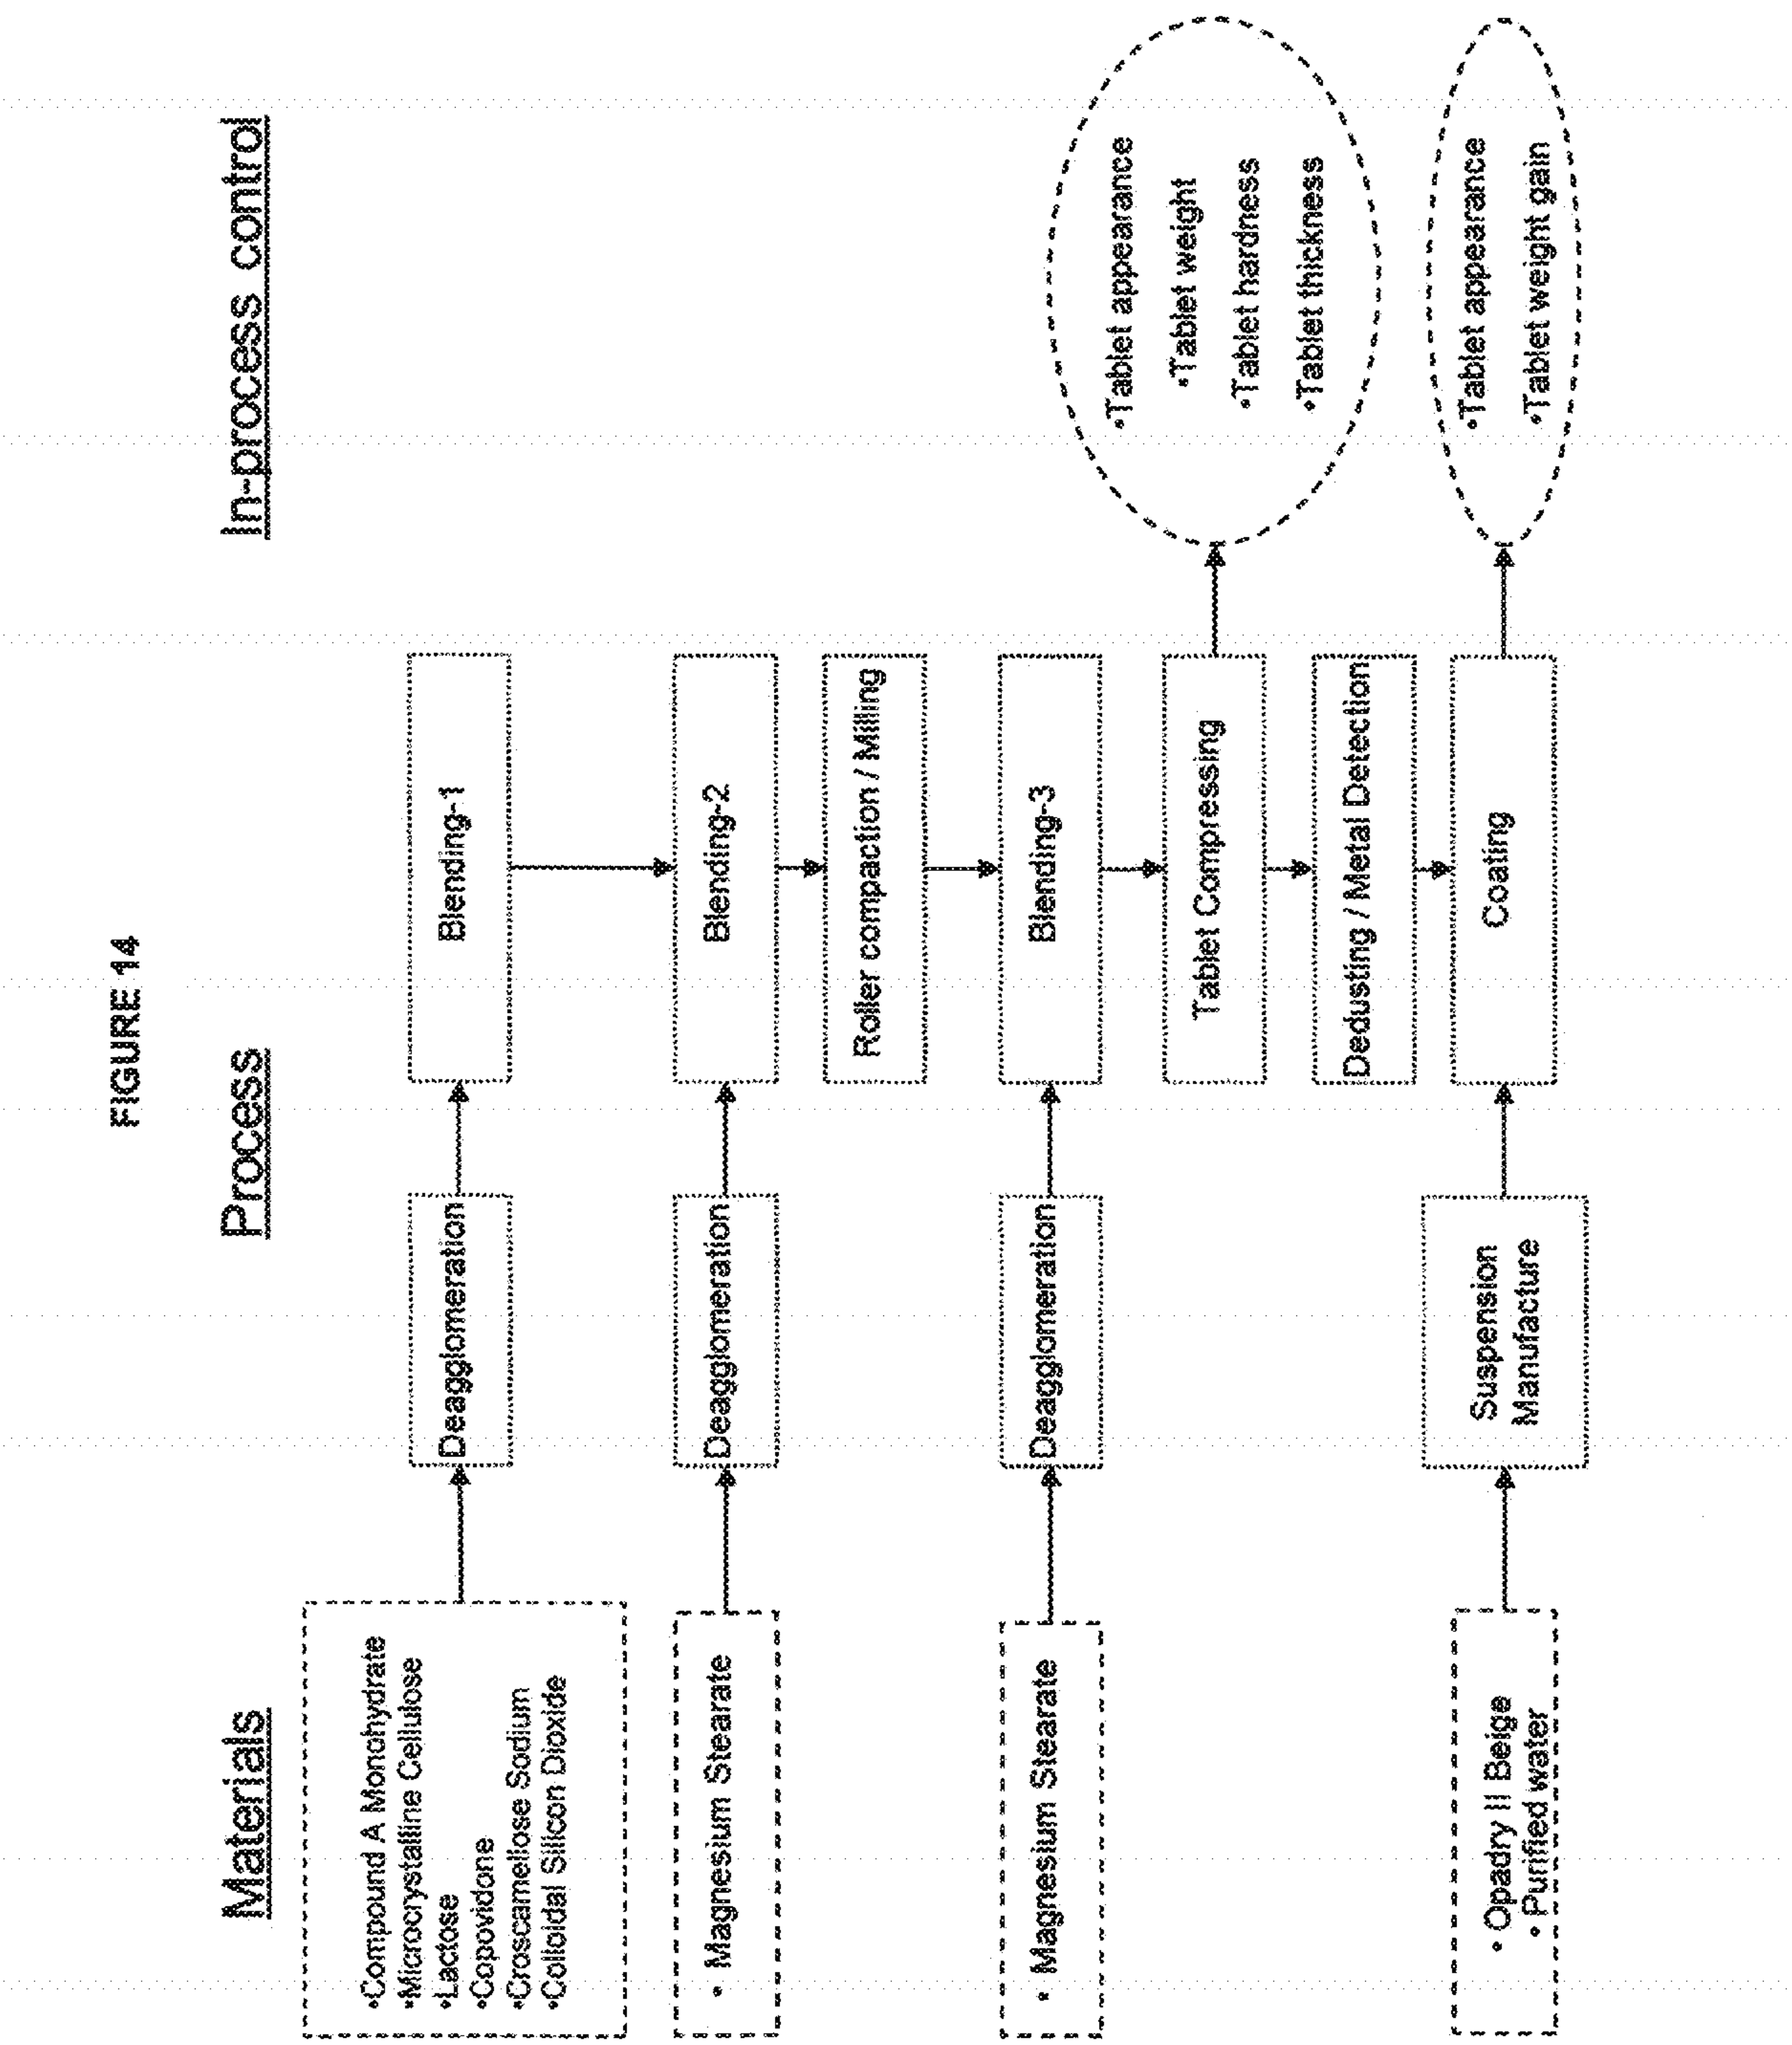 FIGURE 14
Materials
Process
In-process control
•Compound A Monohydrate
•Microcrystalline Cellulose
•Lactose
•Copovidone
•Croscarmellose Sodium
•Colloidal Silicon Dioxide
Deagglomeration
Blending-1
• Magnesium Stearate
Deagglomeration
Blending-2
Roller compaction / Milling
• Magnesium Stearate
Deagglomeration
Blending-3
Tablet Compressing
•Tablet appearance
•Tablet weight
•Tablet hardness
•Tablet thickness
Dedusting / Metal Detection
• Opadry II Beige
• Purified water
Suspension
Manufacture
Coating
•Tablet appearance
•Tablet weight gain